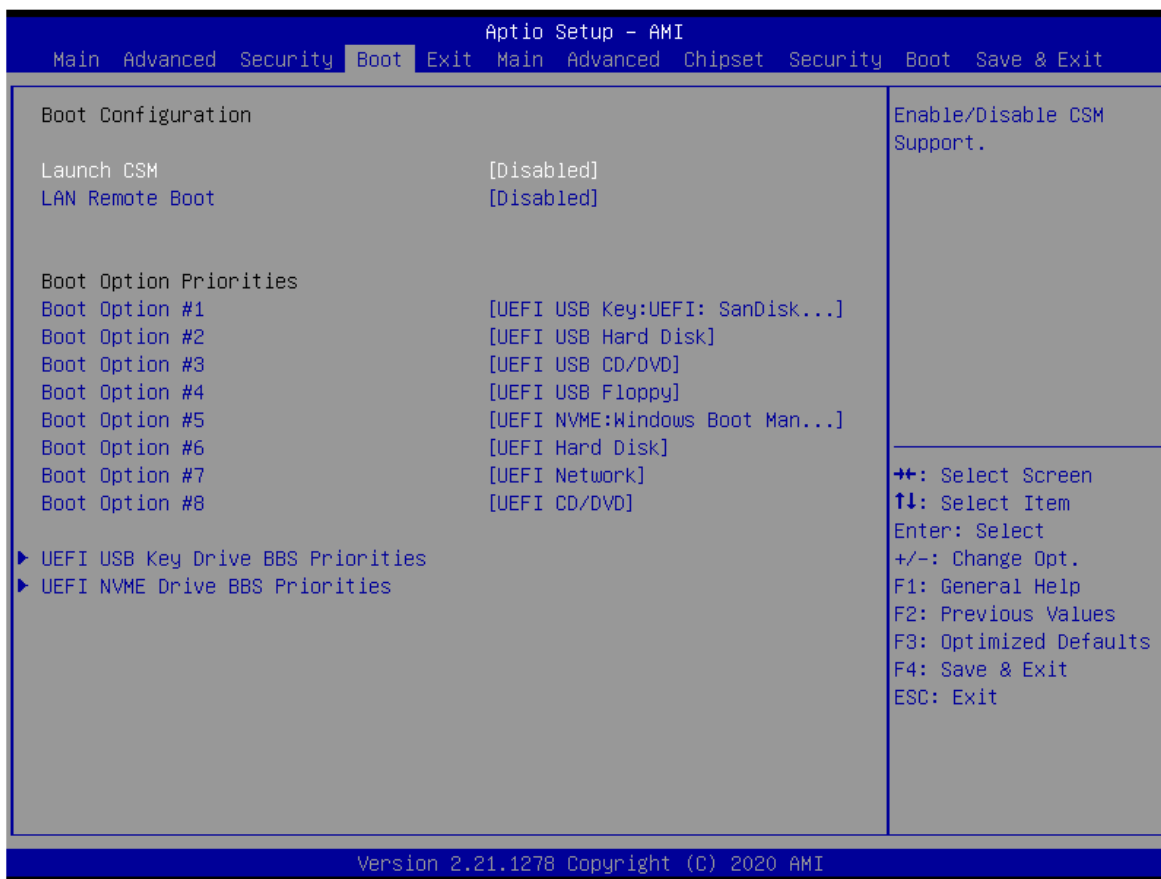 Aptio Setup – AMI
Main Advanced Security Boot Exit Main Advanced Chipset Security Boot Save & Exit
Boot Configuration
Launch CSM [Disabled]
LAN Remote Boot [Disabled]
Boot Option Priorities
Boot Option #1 [UEFI USB Key:UEFI: SanDisk...]
Boot Option #2 [UEFI USB Hard Disk]
Boot Option #3 [UEFI USB CD/DVD]
Boot Option #4 [UEFI USB Floppy]
Boot Option #5 [UEFI NVME:Windows Boot Man...]
Boot Option #6 [UEFI Hard Disk]
Boot Option #7 [UEFI Network]
Boot Option #8 [UEFI CD/DVD]
▶ UEFI USB Key Drive BBS Priorities
▶ UEFI NVME Drive BBS Priorities
Enable/Disable CSM
Support.
→←: Select Screen
↑↓: Select Item
Enter: Select
+/-: Change Opt.
F1: General Help
F2: Previous Values
F3: Optimized Defaults
F4: Save & Exit
ESC: Exit
Version 2.21.1278 Copyright (C) 2020 AMI